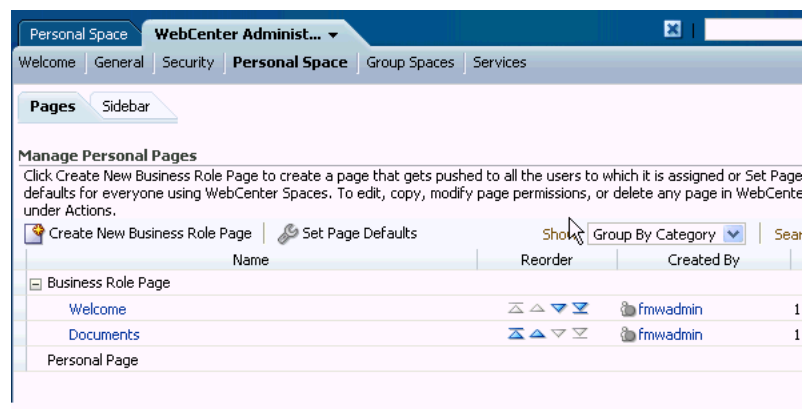 Personal Space WebCenter Administ...
Welcome General Security Personal Space Group Spaces Services
Pages Sidebar
Manage Personal Pages
Click Create New Business Role Page to create a page that gets pushed to all the users to which it is assigned or Set Page
defaults for everyone using WebCenter Spaces. To edit, copy, modify page permissions, or delete any page in WebCente
under Actions.
Create New Business Role Page Set Page Defaults Show Group By Category Sear
Name Reorder Created By
Business Role Page
Welcome fmwadmin 1
Documents fmwadmin 1
Personal Page